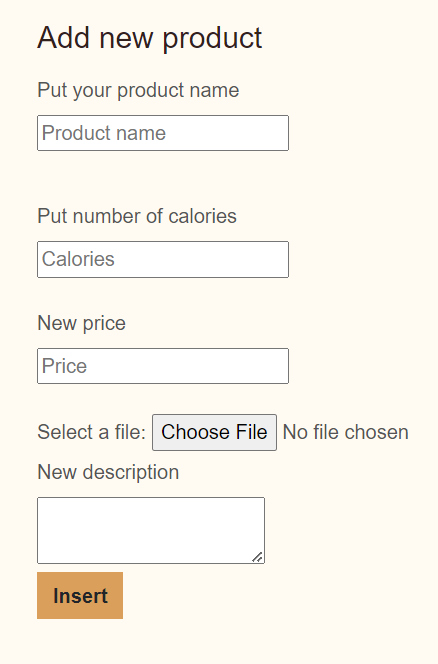 Add new product
Put your product name
Product name
Put number of calories
Calories
New price
Price
Select a file: Choose File No file chosen
New description
Insert